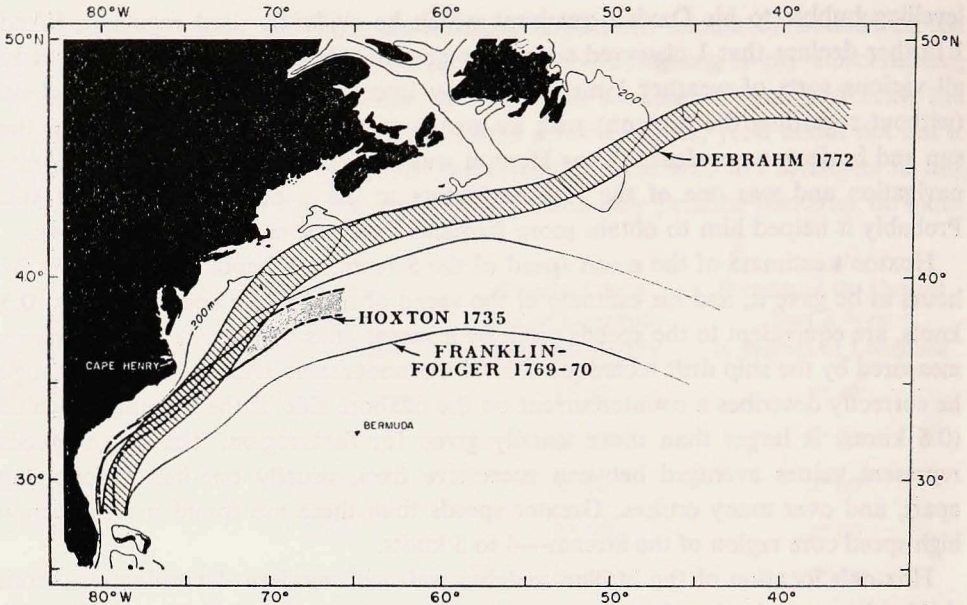 80°W 70° 60° 50° 40°
50°N 50°N
200
DEBRAHM 1772
40° 40°
200m
HOXTON 1735
CAPE HENRY
FRANKLIN-
FOLGER 1769-70
BERMUDA
30° 30°
80°W 70° 60° 50° 40°